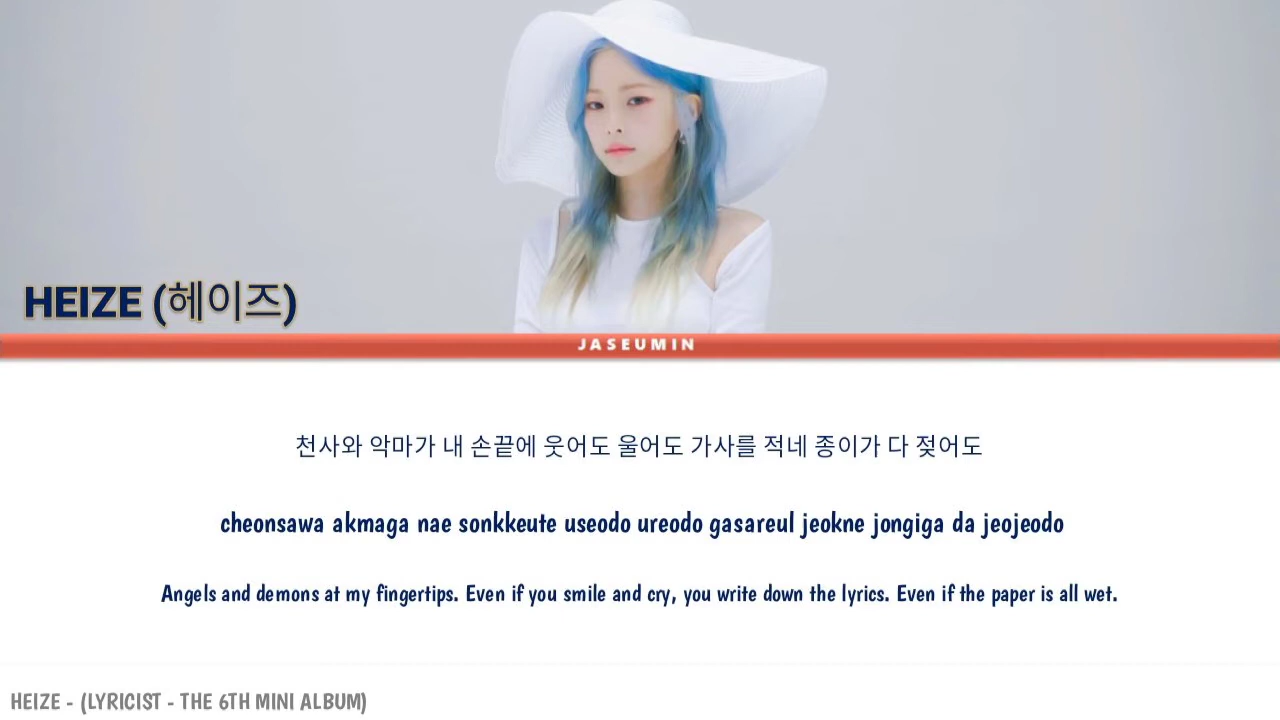 HEIZE (헤이즈)
JASEUMIN
천사와 악마가 내 손끝에 웃어도 울어도 가사를 적네 종이가 다 젖어도
cheonsawa akmaga nae sonkkeute useodo ureodo gasareul jeokne jongiga da jeojeodo
Angels and demons at my fingertips. Even if you smile and cry, you write down the lyrics. Even if the paper is all wet.
HEIZE - (LYRICIST - THE 6TH MINI ALBUM)